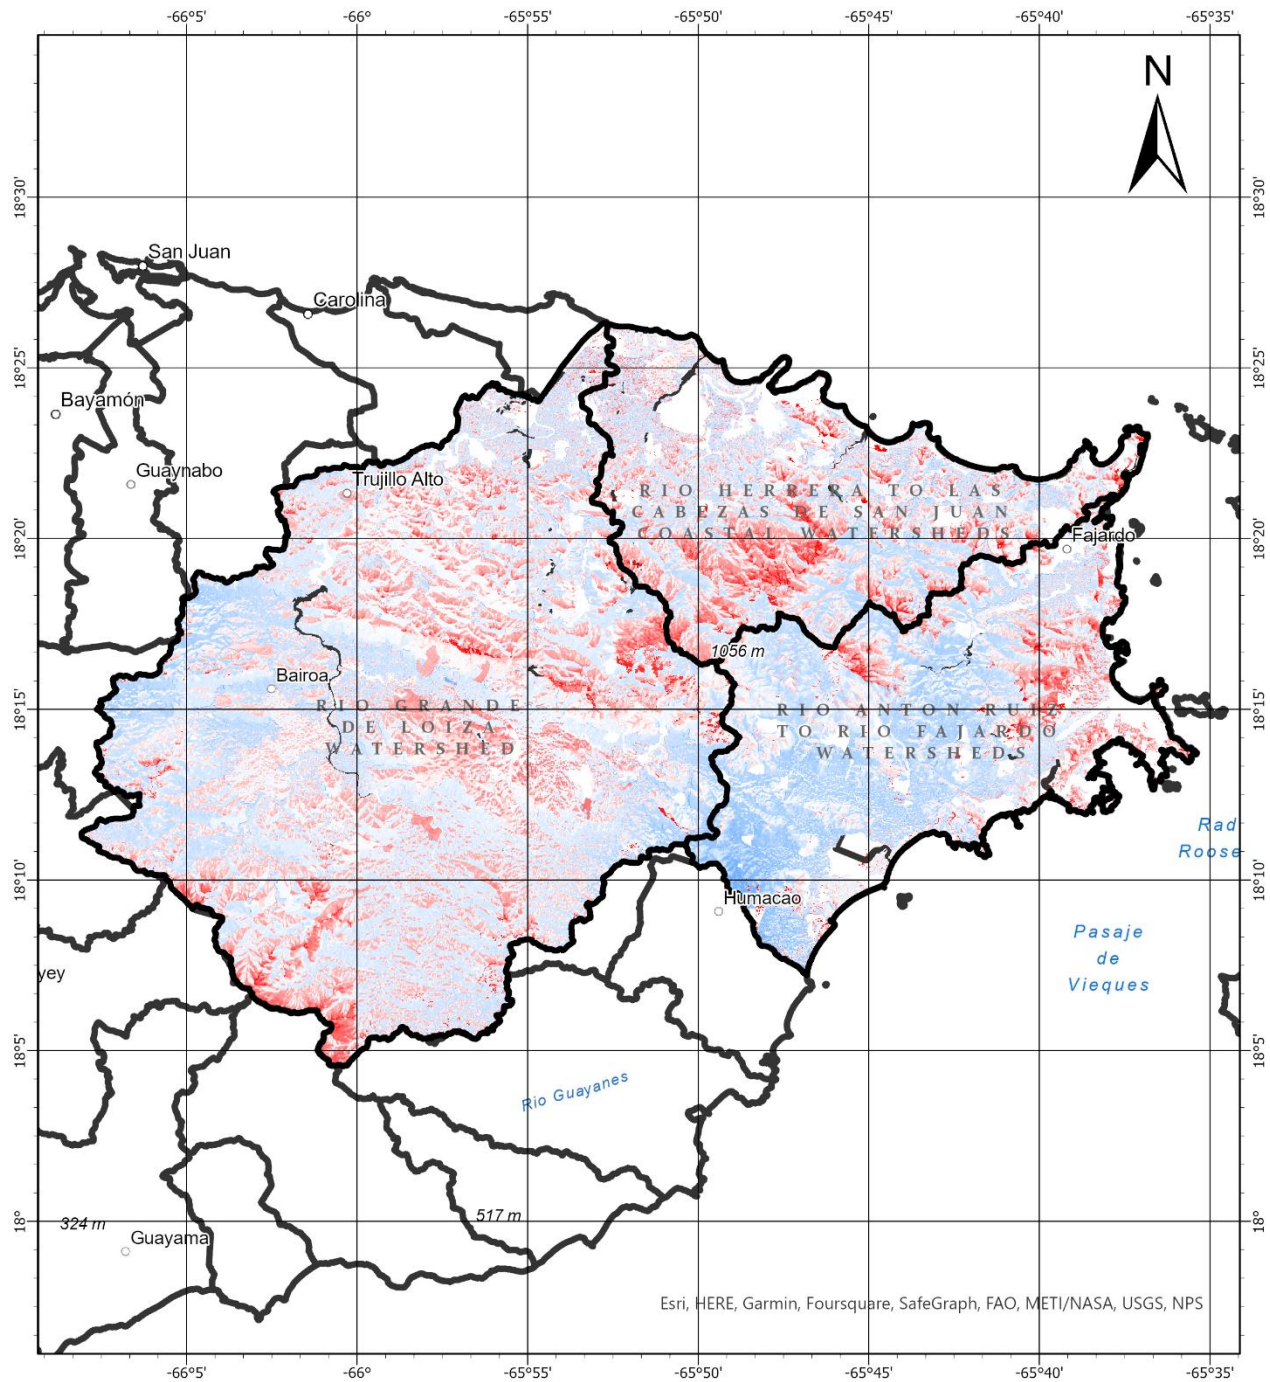 -66°5'
-66°
-65°55'
-65°50'
-65°45'
-65°40'
-65°35'
N
18°30'
18°30'
San Juan
Carolina
18°25'
18°25'
Bayamón
Guaynabo
Trujillo Alto
RIO HERRERA TO LAS
CABEZAS DE SAN JUAN
COASTAL WATERSHEDS
18°20'
18°20'
Fajardo
1056 m
Bairoa
18°15'
18°15'
RIO GRANDE
DE LOIZA
WATERSHED
RIO ANTON RUIZ
TO RIO FAJARDO
WATERSHEDS
Rad
Roose
18°10'
18°10'
Humacao
Pasaje
de
Vieques
yey
18°5'
18°5'
Rio Guayanes
324 m
517 m
18°
18°
Guayama
Esri, HERE, Garmin, Foursquare, SafeGraph, FAO, METI/NASA, USGS, NPS
-66°5'
-66°
-65°55'
-65°50'
-65°45'
-65°40'
-65°35'